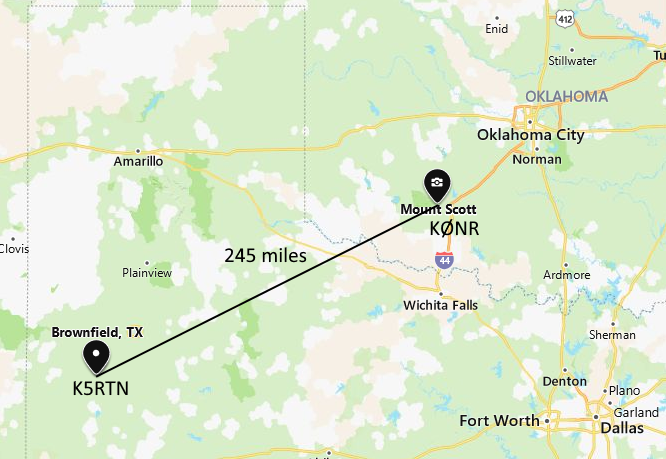 412
Enid
Stillwater
OKLAHOMA
Oklahoma City
Norman
Amarillo
Mount Scott
KØNR
245 miles
44
Clovis
Plainview
Ardmore
Wichita Falls
Brownfield, TX
K5RTN
Sherman
Denton
Plano
Garland
Fort Worth
Dallas